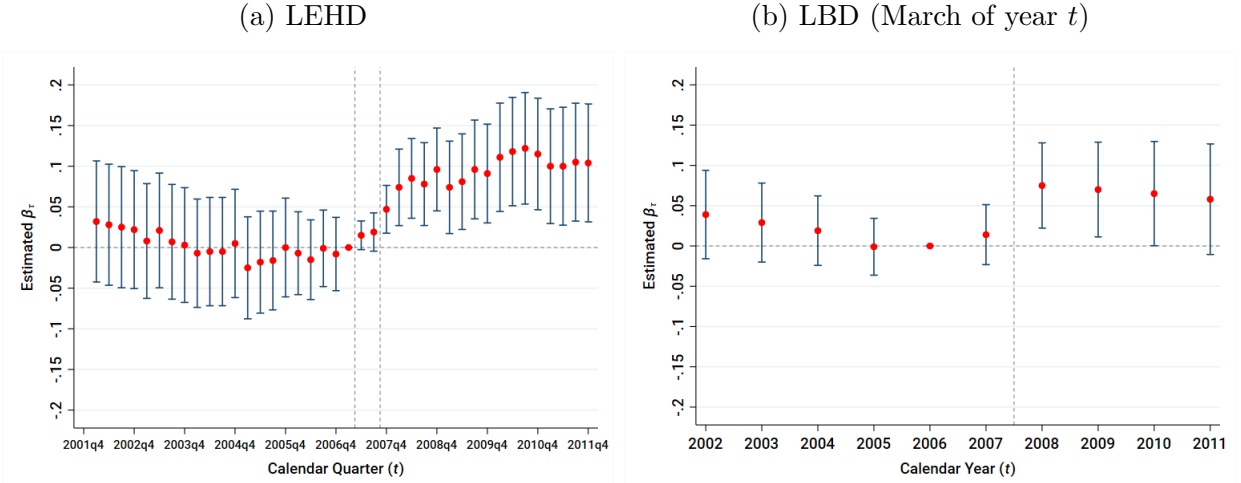 (a) LEHD
.2
.15
.1
.05
0
-.05
-.1
-.15
-.2
Estimated βτ
2001q4 2002q4 2003q4 2004q4 2005q4 2006q4 2007q4 2008q4 2009q4 2010q4 2011q4
Calendar Quarter (t)
(b) LBD (March of year t)
.2
.15
.1
.05
0
-.05
-.1
-.15
-.2
Estimated βτ
2002 2003 2004 2005 2006 2007 2008 2009 2010 2011
Calendar Year (t)